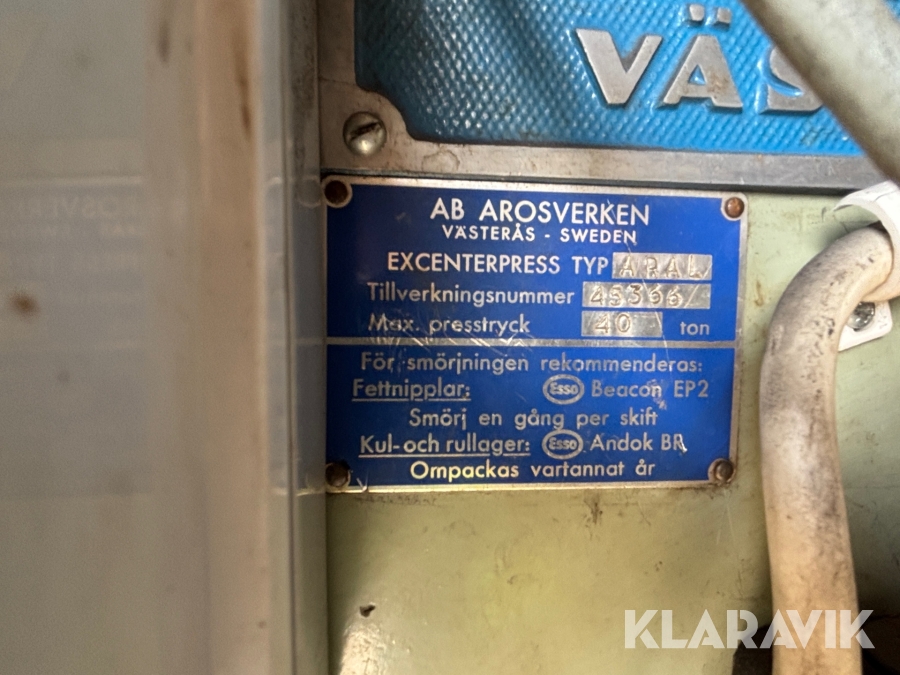 VÄS
AB AROSVERKEN
VÄSTERÅS - SWEDEN
EXCENTERPRESS TYP ARAL
Tillverkningsnummer 45366
Max. presstryck 40 ton
För smörjningen rekommenderas:
Fettnipplar: Esso Beacon EP2
Smörj en gång per skift
Kul-och rullager: Esso Andok BR
Ompackas vartannat år
KLARAVIK